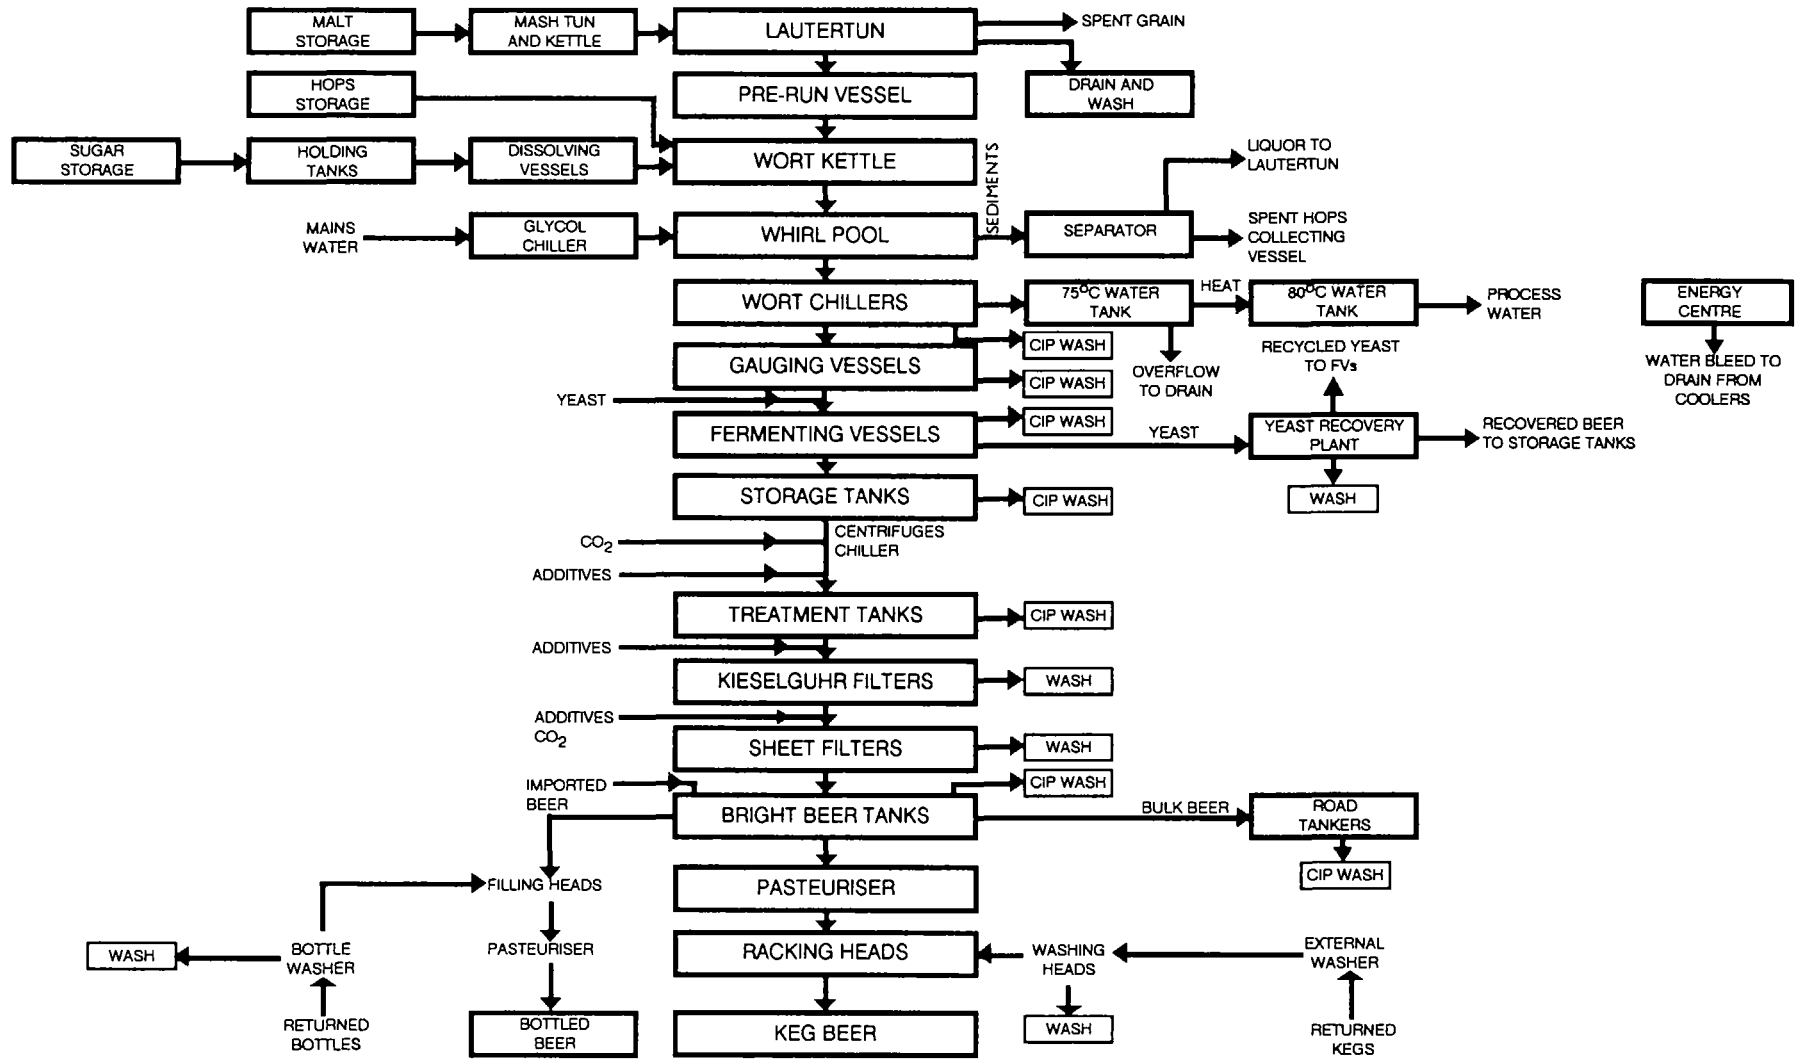 MALT
STORAGE
MASH TUN
AND KETTLE
LAUTERTUN
SPENT GRAIN
HOPS
STORAGE
PRE-RUN VESSEL
DRAIN AND
WASH
SUGAR
STORAGE
HOLDING
TANKS
DISSOLVING
VESSELS
WORT KETTLE
SEDIMENTS
LIQUOR TO
LAUTERTUN
MAINS
WATER
GLYCOL
CHILLER
WHIRL POOL
SEPARATOR
SPENT HOPS
COLLECTING
VESSEL
WORT CHILLERS
75°C WATER
TANK
HEAT
80°C WATER
TANK
PROCESS
WATER
ENERGY
CENTRE
CIP WASH
GAUGING VESSELS
CIP WASH
OVERFLOW
TO DRAIN
RECYCLED YEAST
TO FVs
WATER BLEED TO
DRAIN FROM
COOLERS
YEAST
FERMENTING VESSELS
CIP WASH
YEAST
YEAST RECOVERY
PLANT
RECOVERED BEER
TO STORAGE TANKS
STORAGE TANKS
CIP WASH
WASH
CO2
CENTRIFUGES
CHILLER
ADDITIVES
TREATMENT TANKS
CIP WASH
ADDITIVES
KIESELGUHR FILTERS
WASH
ADDITIVES
CO2
SHEET FILTERS
WASH
IMPORTED
BEER
CIP WASH
BRIGHT BEER TANKS
BULK BEER
ROAD
TANKERS
CIP WASH
FILLING HEADS
PASTEURISER
WASH
BOTTLE
WASHER
PASTEURISER
RACKING HEADS
WASHING
HEADS
EXTERNAL
WASHER
RETURNED
BOTTLES
BOTTLED
BEER
KEG BEER
WASH
RETURNED
KEGS